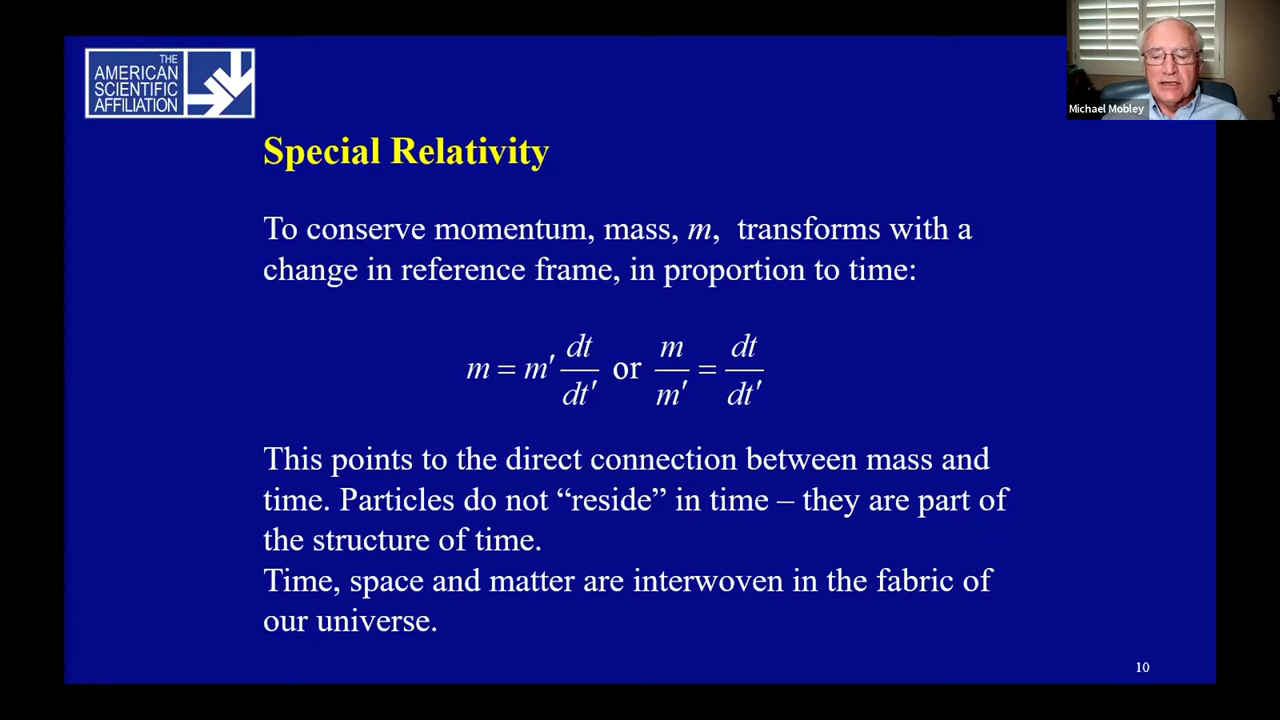 THE
AMERICAN
SCIENTIFIC
AFFILIATION
Michael Mobley
Special Relativity
To conserve momentum, mass, m, transforms with a
change in reference frame, in proportion to time:
m = m′ dt/dt′ or m/m′ = dt/dt′
This points to the direct connection between mass and
time. Particles do not “reside” in time – they are part of
the structure of time.
Time, space and matter are interwoven in the fabric of
our universe.
10